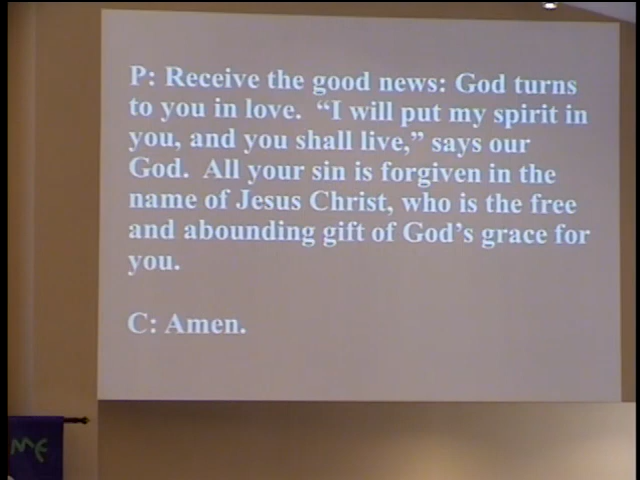 P: Receive the good news: God turns
to you in love. “I will put my spirit in
you, and you shall live,” says our
God. All your sin is forgiven in the
name of Jesus Christ, who is the free
and abounding gift of God’s grace for
you.
C: Amen.
ME